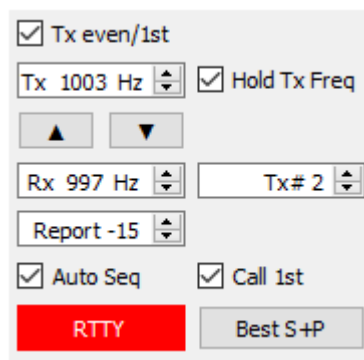 Tx even/1st
Tx 1003 Hz Hold Tx Freq
▲ ▼
Rx 997 Hz Tx# 2
Report -15
Auto Seq Call 1st
RTTY Best S+P